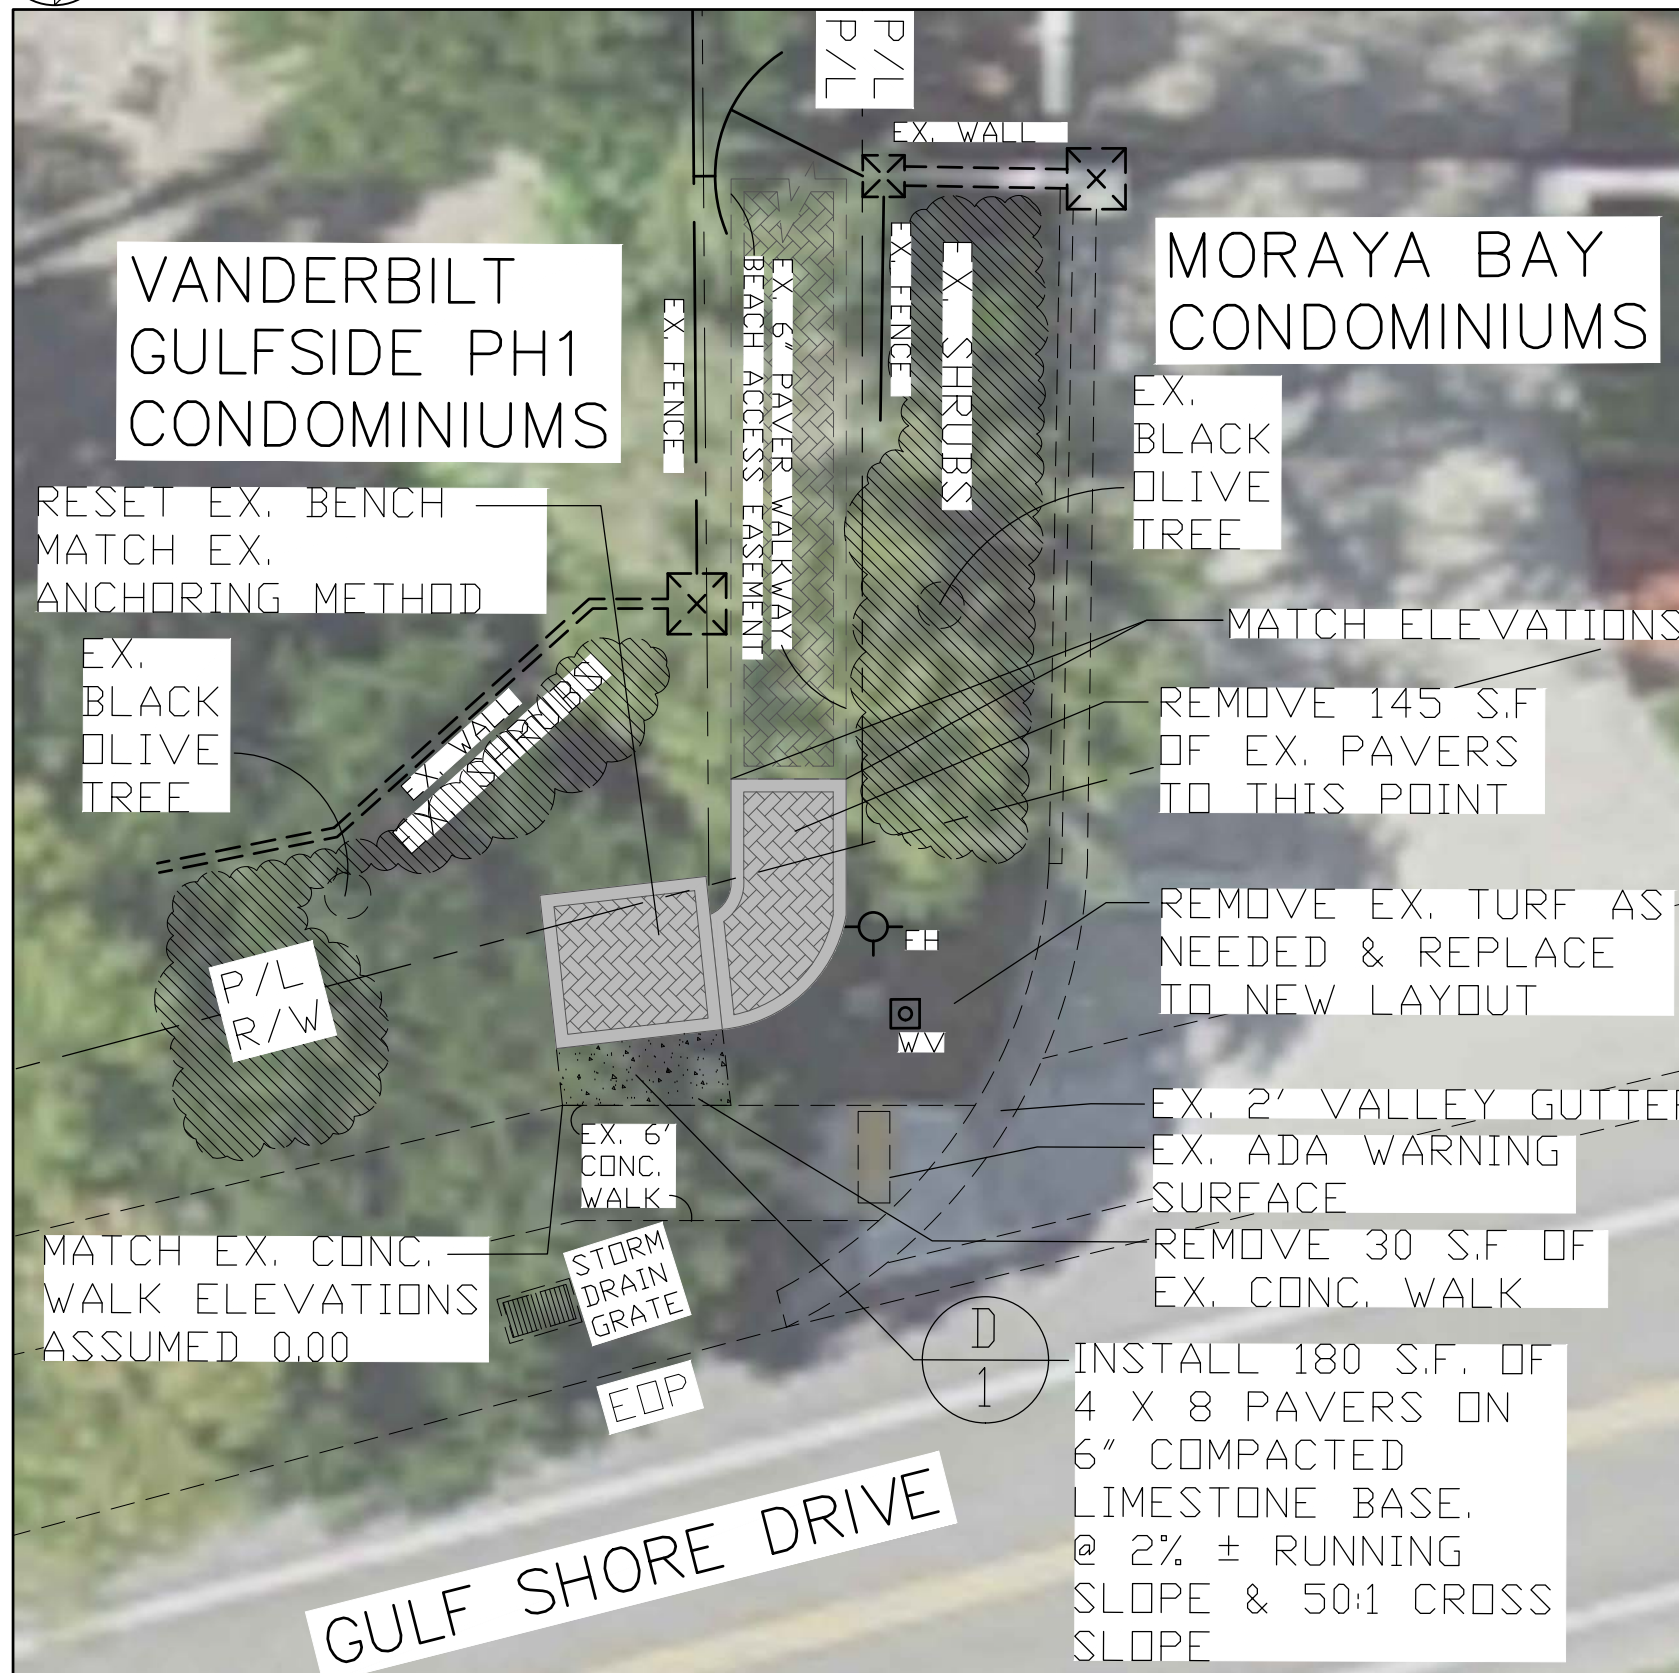 P/L
P/L
EX. WALL
VANDERBILT
GULFSIDE PH1
CONDOMINIUMS
MORAYA BAY
CONDOMINIUMS
EX. FENCE
BEACH ACCESS EASEMENT
EX. 6" PAVER WALKWAY
EX. FENCE
EX. SHRUBS
EX.
BLACK
OLIVE
TREE
RESET EX. BENCH
MATCH EX.
ANCHORING METHOD
EX.
BLACK
OLIVE
TREE
EX. WALL
MATCH ELEVATIONS
REMOVE 145 S.F
OF EX. PAVERS
TO THIS POINT
REMOVE EX. TURF AS
NEEDED & REPLACE
TO NEW LAYOUT
P/L
R/W
FH
WV
EX. 2' VALLEY GUTTER
EX. ADA WARNING
SURFACE
EX. 6'
CONC.
WALK
REMOVE 30 S.F OF
EX. CONC. WALK
MATCH EX. CONC.
WALK ELEVATIONS
ASSUMED 0.00
STORM
DRAIN
GRATE
EOP
D
1
INSTALL 180 S.F. OF
4 X 8 PAVERS ON
6" COMPACTED
LIMESTONE BASE.
@ 2% ± RUNNING
SLOPE & 50:1 CROSS
SLOPE
GULF SHORE DRIVE